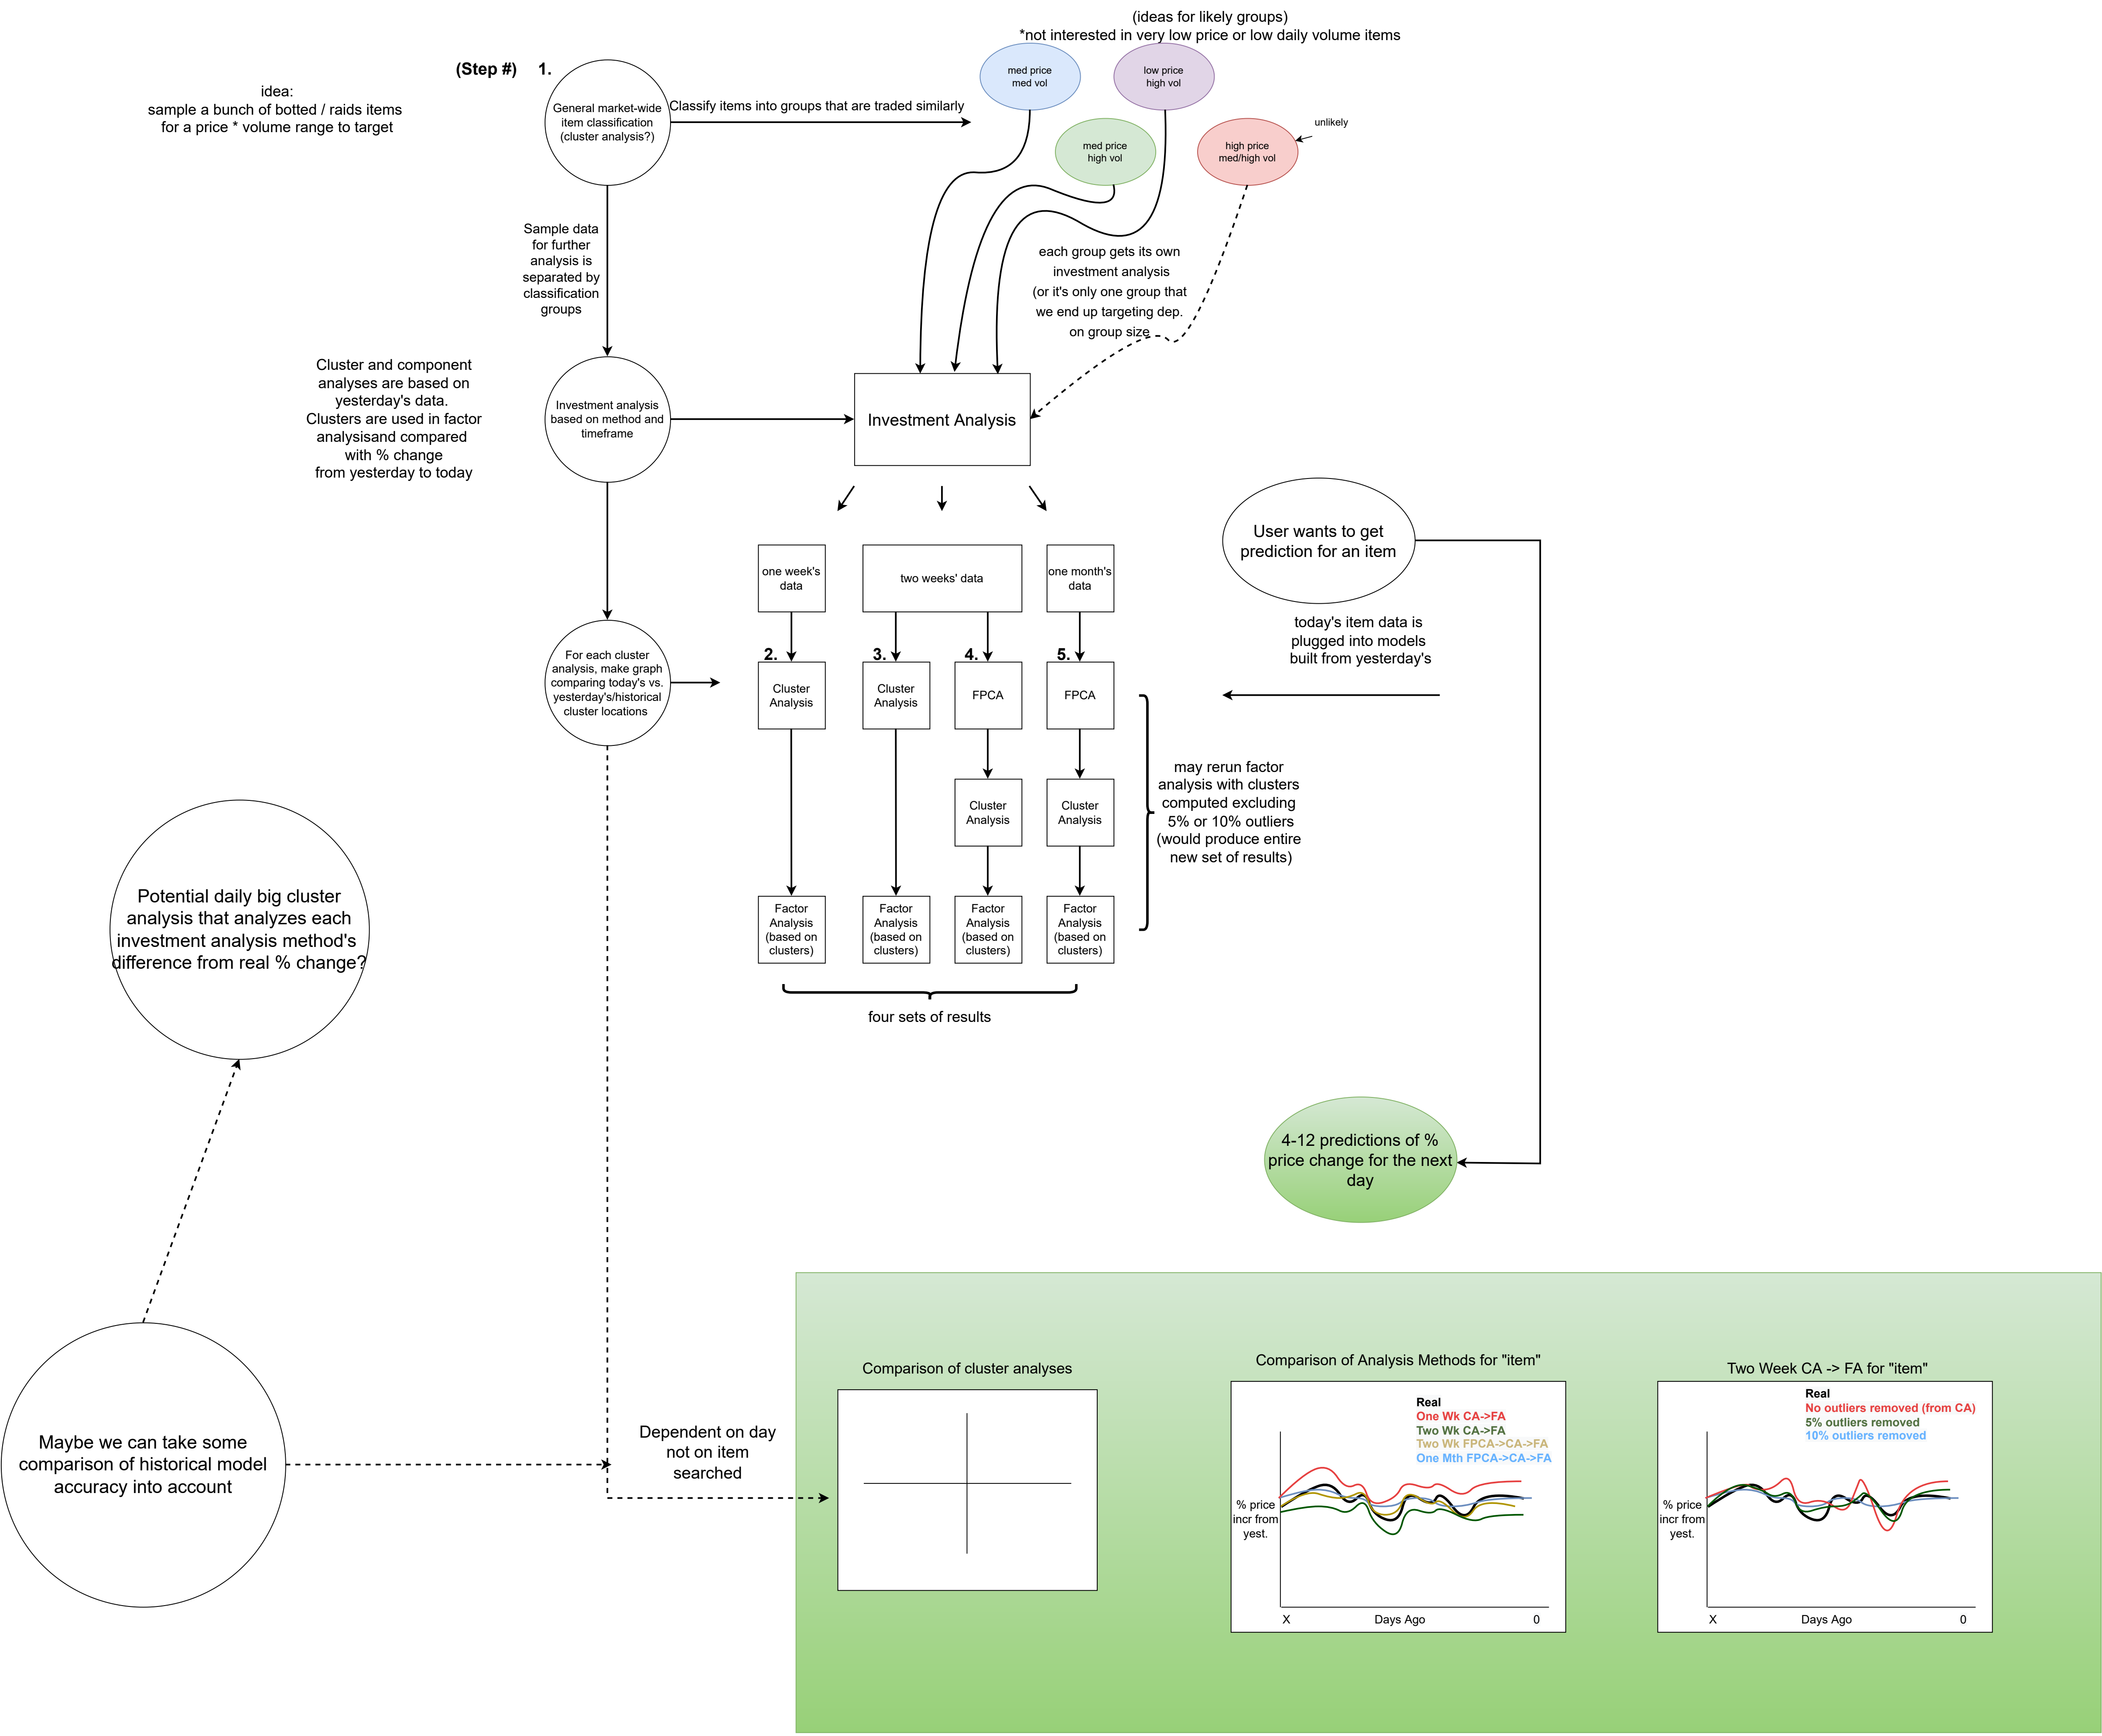 (ideas for likely groups)
*not interested in very low price or low daily volume items
(Step #)
1.
idea:
sample a bunch of botted / raids items
for a price * volume range to target
General market-wide
item classification
(cluster analysis?)
Classify items into groups that are traded similarly
med price
med vol
low price
high vol
med price
high vol
high price
med/high vol
unlikely
Sample data
for further
analysis is
separated by
classification
groups
each group gets its own
investment analysis
(or it's only one group that
we end up targeting dep.
on group size
Cluster and component
analyses are based on
yesterday's data.
Clusters are used in factor
analysisand compared
with % change
from yesterday to today
Investment analysis
based on method and
timeframe
Investment Analysis
User wants to get
prediction for an item
one week's
data
two weeks' data
one month's
data
today's item data is
plugged into models
built from yesterday's
For each cluster
analysis, make graph
comparing today's vs.
yesterday's/historical
cluster locations
2.
3.
4.
5.
Cluster
Analysis
Cluster
Analysis
FPCA
FPCA
Cluster
Analysis
Cluster
Analysis
may rerun factor
analysis with clusters
computed excluding
5% or 10% outliers
(would produce entire
new set of results)
Factor
Analysis
(based on
clusters)
Factor
Analysis
(based on
clusters)
Factor
Analysis
(based on
clusters)
Factor
Analysis
(based on
clusters)
four sets of results
Potential daily big cluster
analysis that analyzes each
investment analysis method's
difference from real % change?
4-12 predictions of %
price change for the next
day
Maybe we can take some
comparison of historical model
accuracy into account
Dependent on day
not on item
searched
Comparison of cluster analyses
Comparison of Analysis Methods for "item"
Real
One Wk CA->FA
Two Wk CA->FA
Two Wk FPCA->CA->FA
One Mth FPCA->CA->FA
% price
incr from
yest.
X
Days Ago
0
Two Week CA -> FA for "item"
Real
No outliers removed (from CA)
5% outliers removed
10% outliers removed
% price
incr from
yest.
X
Days Ago
0